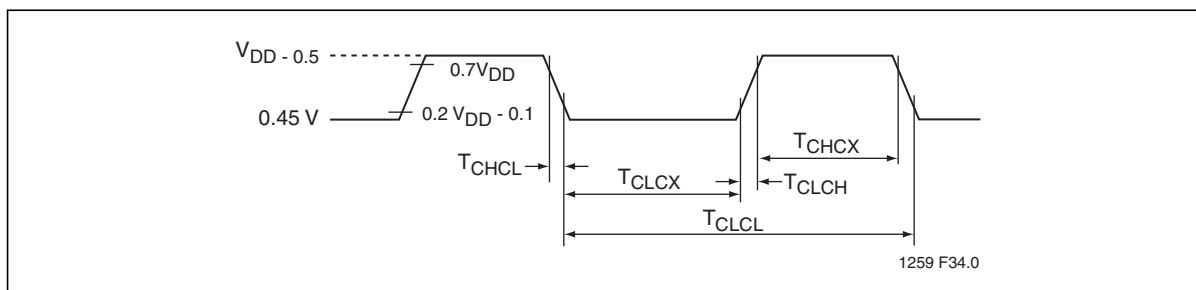 VDD - 0.5
0.7VDD
0.2 VDD - 0.1
0.45 V
TCHCX
TCHCL
TCLCX
TCLCH
TCLCL
1259 F34.0